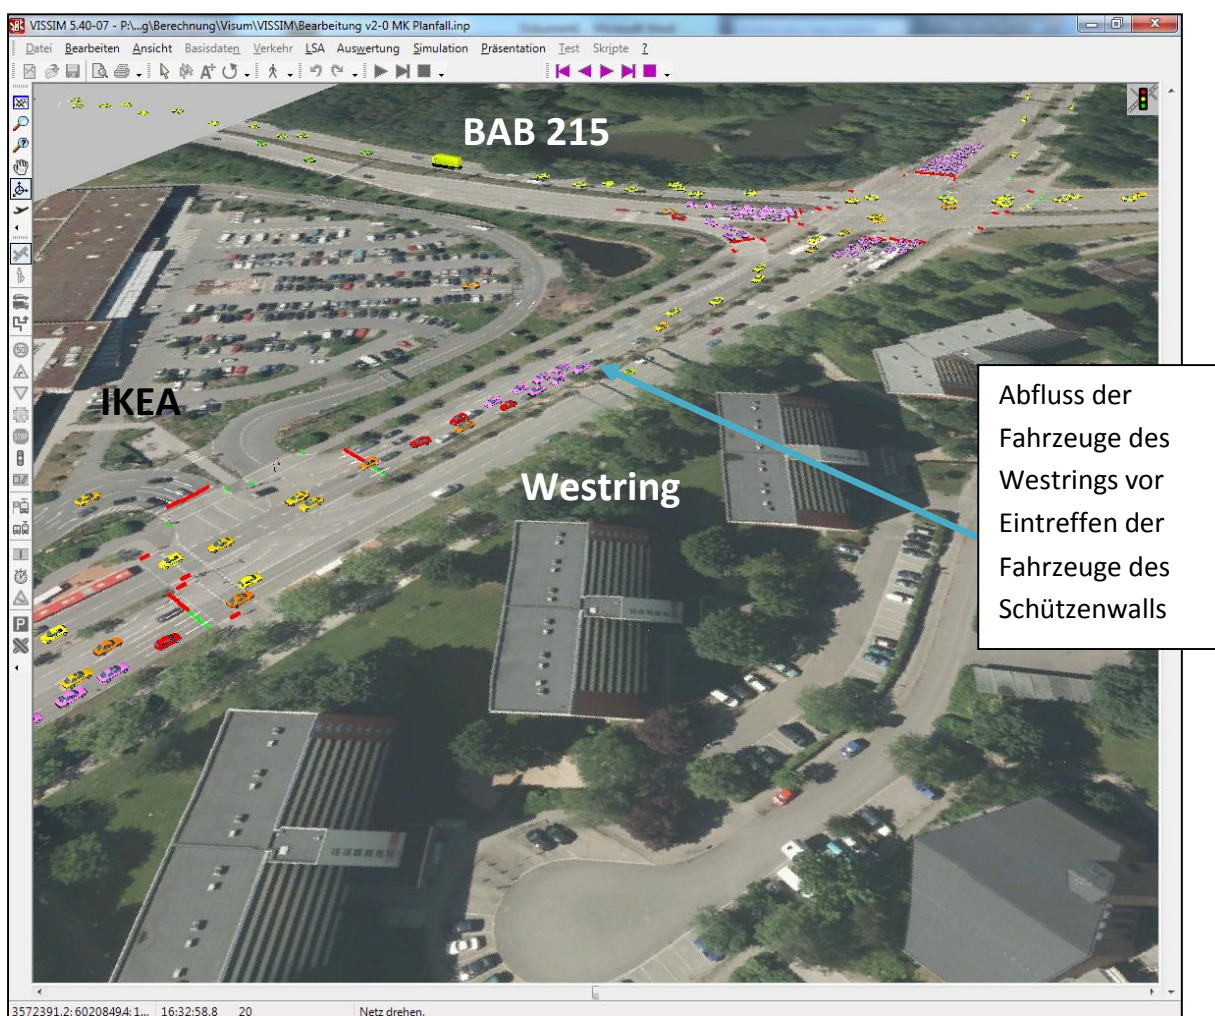 VISSIM 5.40-07 - P:\...g\Berechnung\Visum\VISSIM\Bearbeitung v2-0 MK Planfall.inp
Datei Bearbeiten Ansicht Basisdaten Verkehr LSA Auswertung Simulation Präsentation Test Skripte ?
BAB 215
IKEA
Westring
Abfluss der
Fahrzeuge des
Westrings vor
Eintreffen der
Fahrzeuge des
Schützenwalls
50
STOP
P
16:32:58.8 20 Netz drehen.